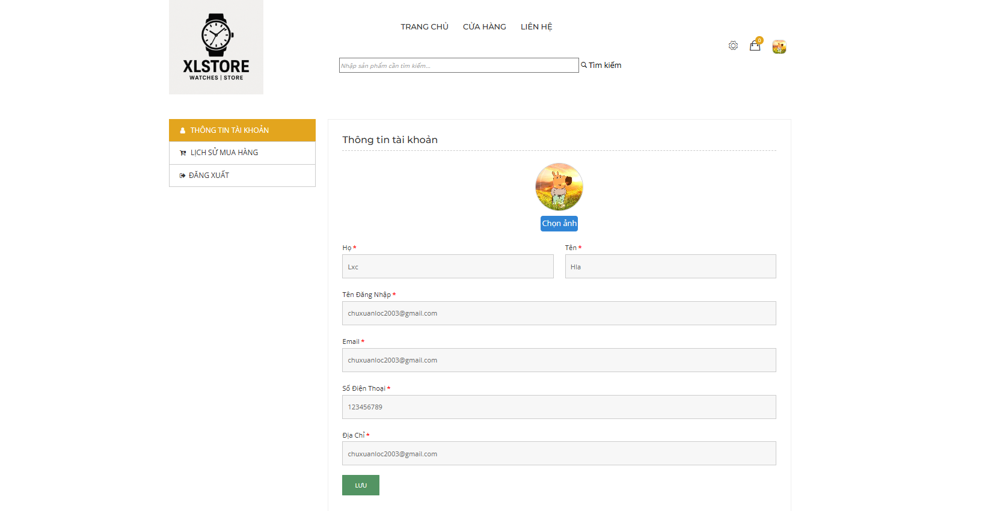 XLSTORE
WATCHES | STORE
TRANG CHỦ CỬA HÀNG LIÊN HỆ
0
Nhập sản phẩm cần tìm kiếm...
Tìm kiếm
THÔNG TIN TÀI KHOẢN
LỊCH SỬ MUA HÀNG
ĐĂNG XUẤT
Thông tin tài khoản
Chọn ảnh
Họ *
Lxc
Tên *
Hla
Tên Đăng Nhập *
chuxuanloc2003@gmail.com
Email *
chuxuanloc2003@gmail.com
Số Điện Thoại *
123456789
Địa Chỉ *
chuxuanloc2003@gmail.com
LƯU